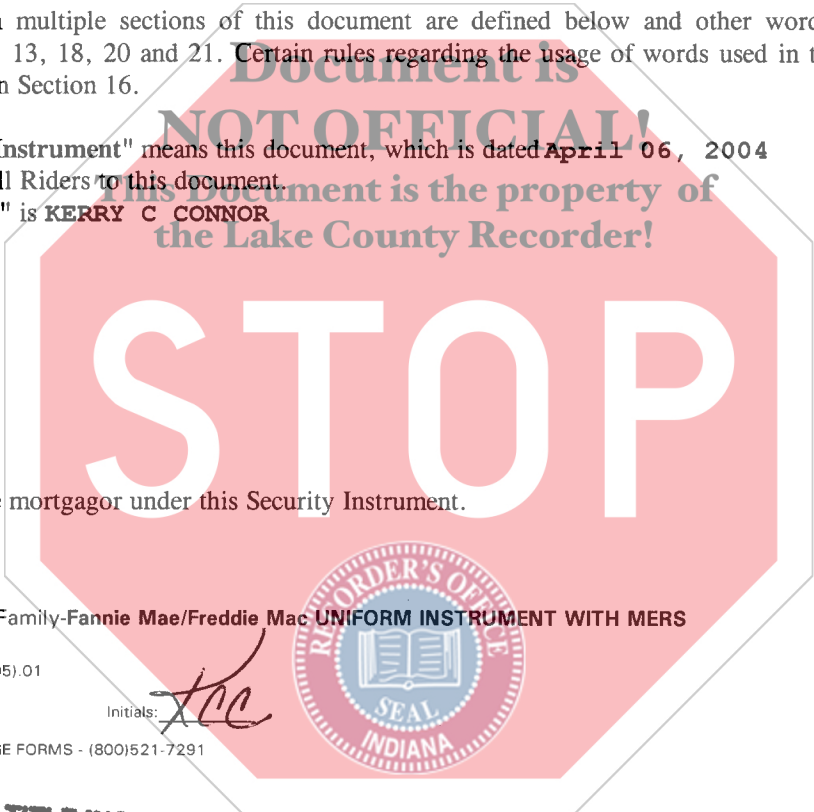 multiple sections of this document are defined below and other word
13, 18, 20 and 21. Certain rules regarding the usage of words used in t
n Section 16.
Document is
NOT OFFICIAL!
This Document is the property of
the Lake County Recorder!
Instrument" means this document, which is dated April 06, 2004
ll Riders to this document.
" is KERRY C CONNOR
STOP
mortgagor under this Security Instrument.
Family-Fannie Mae/Freddie Mac UNIFORM INSTRUMENT WITH MERS
05).01
Initials: KCC
GE FORMS - (800)521-7291
RECORDER'S OFFICE
SEAL
INDIANA